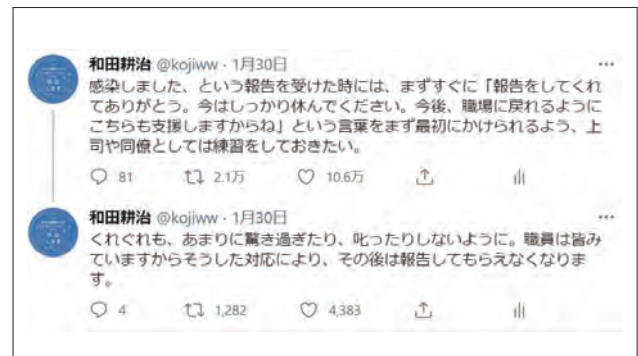 和田耕治 @kojiww · 1月30日
感染しました、という報告を受けた時には、まずすぐに「報告をしてくれ
てありがとう。今はしっかり休んでください。今後、職場に戻れるように
こちらも支援しますからね」という言葉をまず最初にかけられるよう、上
司や同僚としては練習をしておきたい。
81 2.1万 10.6万
和田耕治 @kojiww · 1月30日
くれぐれも、あまりに驚き過ぎたり、叱ったりしないように。職員は皆み
ていますからそうした対応により、その後は報告してもらえなくなりま
す。
4 1,282 4,383